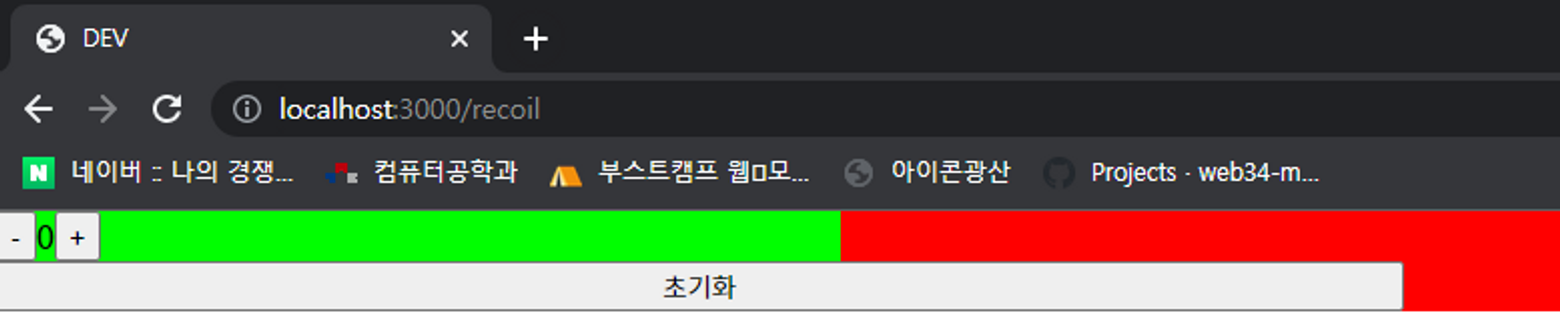 DEV
localhost:3000/recoil
네이버 :: 나의 경쟁... 컴퓨터공학과 부스트캠프 웹▯모... 아이콘광산 Projects · web34-m...
- 0 +
초기화